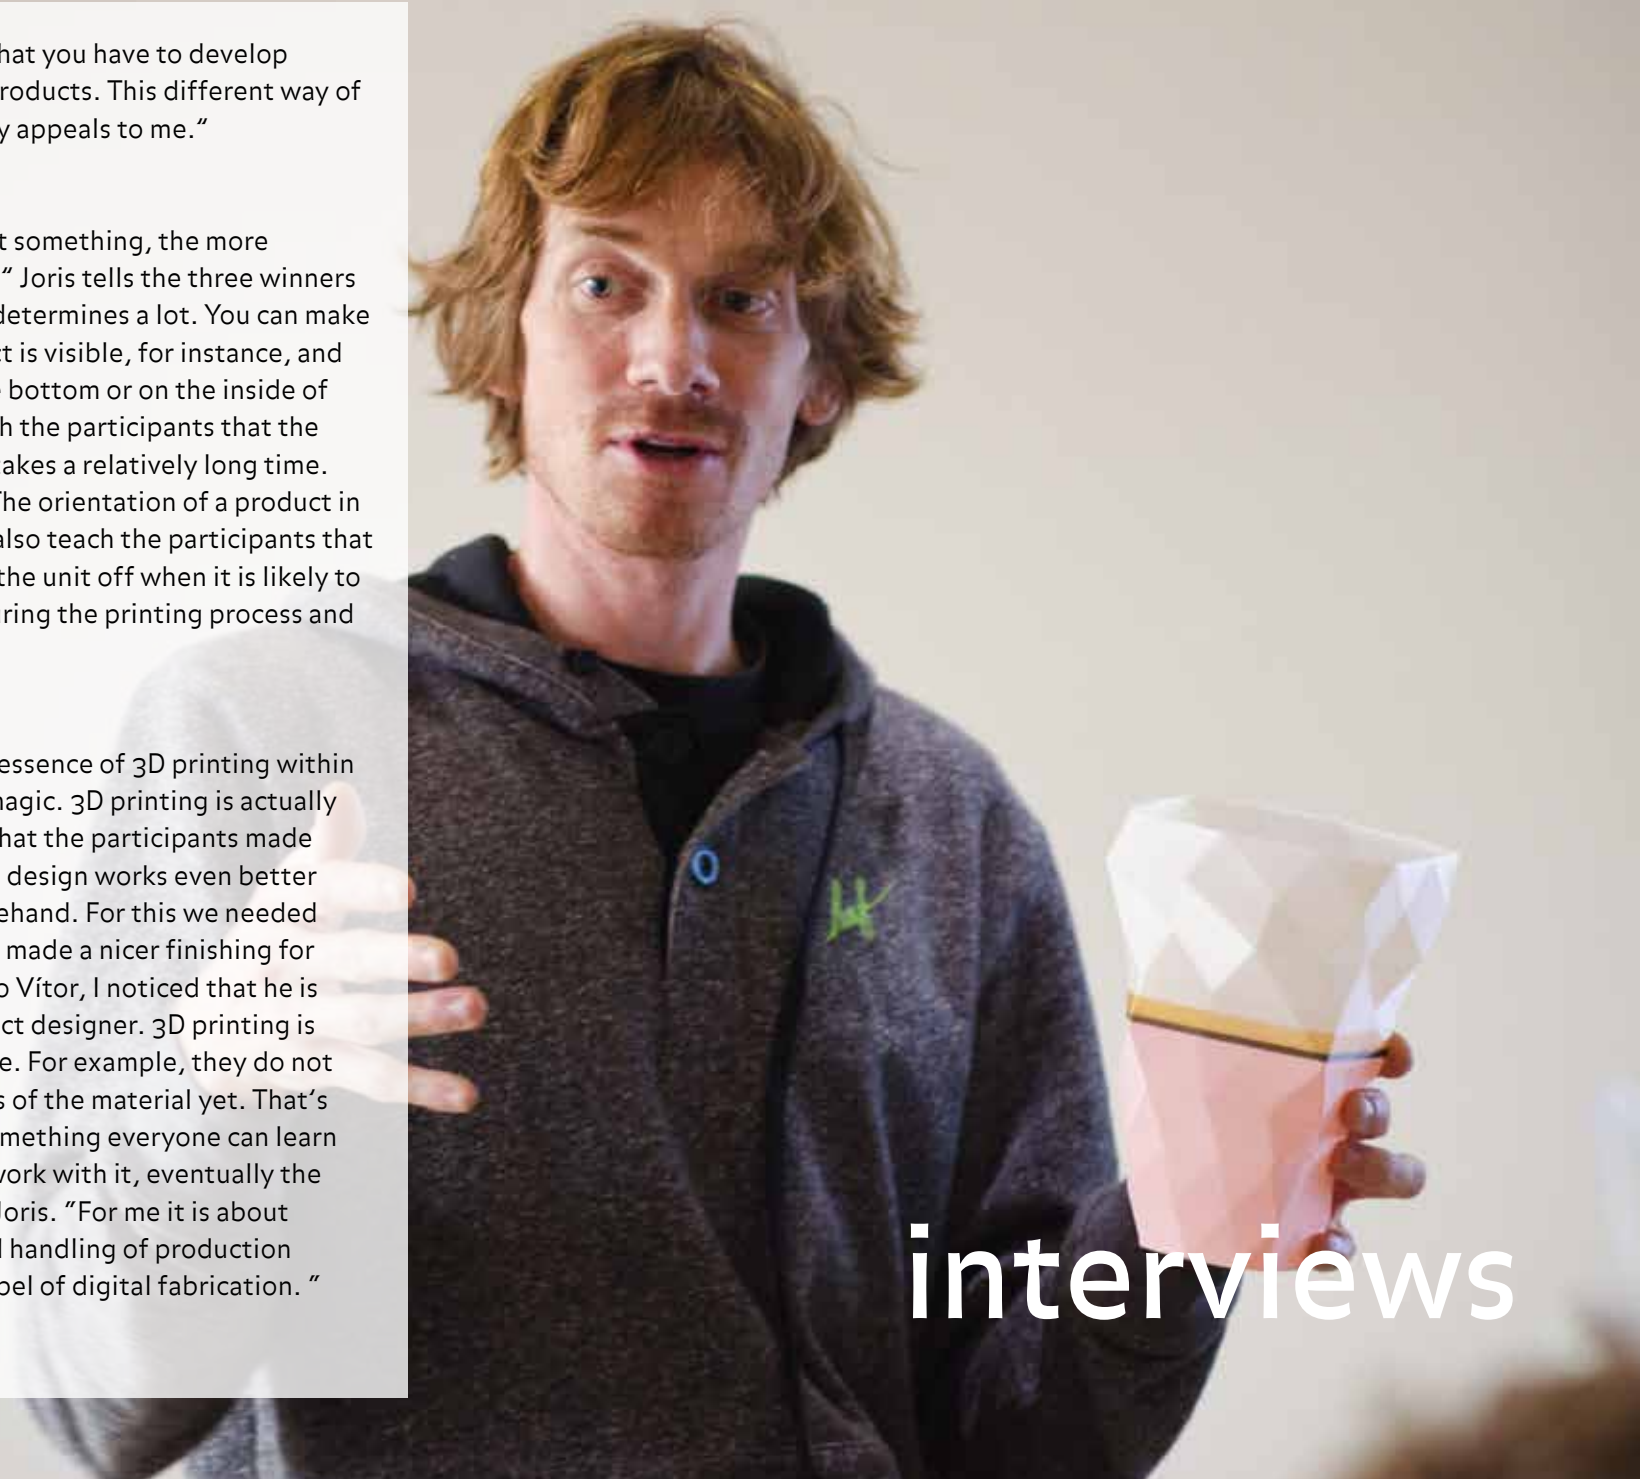 hat you have to develop
roducts. This different way of
y appeals to me.“
t something, the more
“ Joris tells the three winners
determines a lot. You can make
ct is visible, for instance, and
bottom or on the inside of
h the participants that the
akes a relatively long time.
The orientation of a product in
also teach the participants that
the unit off when it is likely to
ring the printing process and
essence of 3D printing within
agic. 3D printing is actually
hat the participants made
design works even better
ehand. For this we needed
made a nicer finishing for
o Vítor, I noticed that he is
ct designer. 3D printing is
e. For example, they do not
s of the material yet. That’s
mething everyone can learn
work with it, eventually the
Joris. “For me it is about
handling of production
bel of digital fabrication. “
interviews